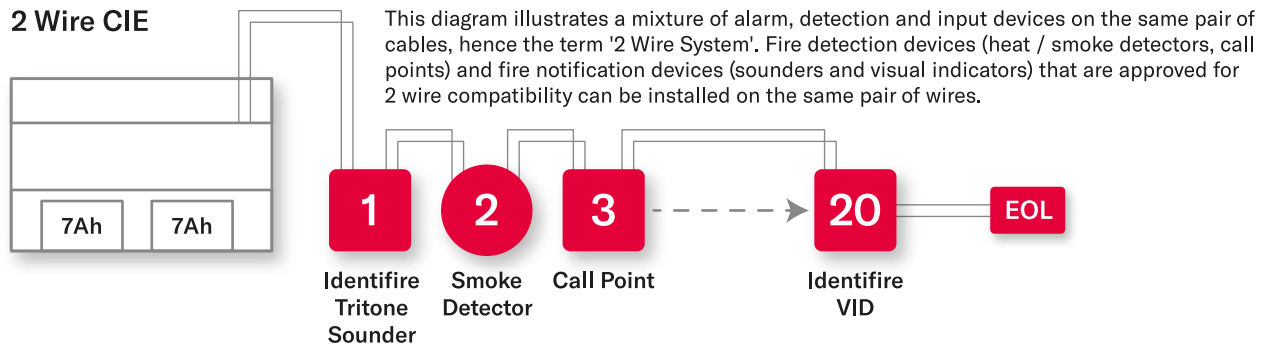 2 Wire CIE
This diagram illustrates a mixture of alarm, detection and input devices on the same pair of
cables, hence the term '2 Wire System'. Fire detection devices (heat / smoke detectors, call
points) and fire notification devices (sounders and visual indicators) that are approved for
2 wire compatibility can be installed on the same pair of wires.
7Ah
7Ah
1
2
3
20
EOL
Identifire
Tritone
Sounder
Smoke
Detector
Call Point
Identifire
VID